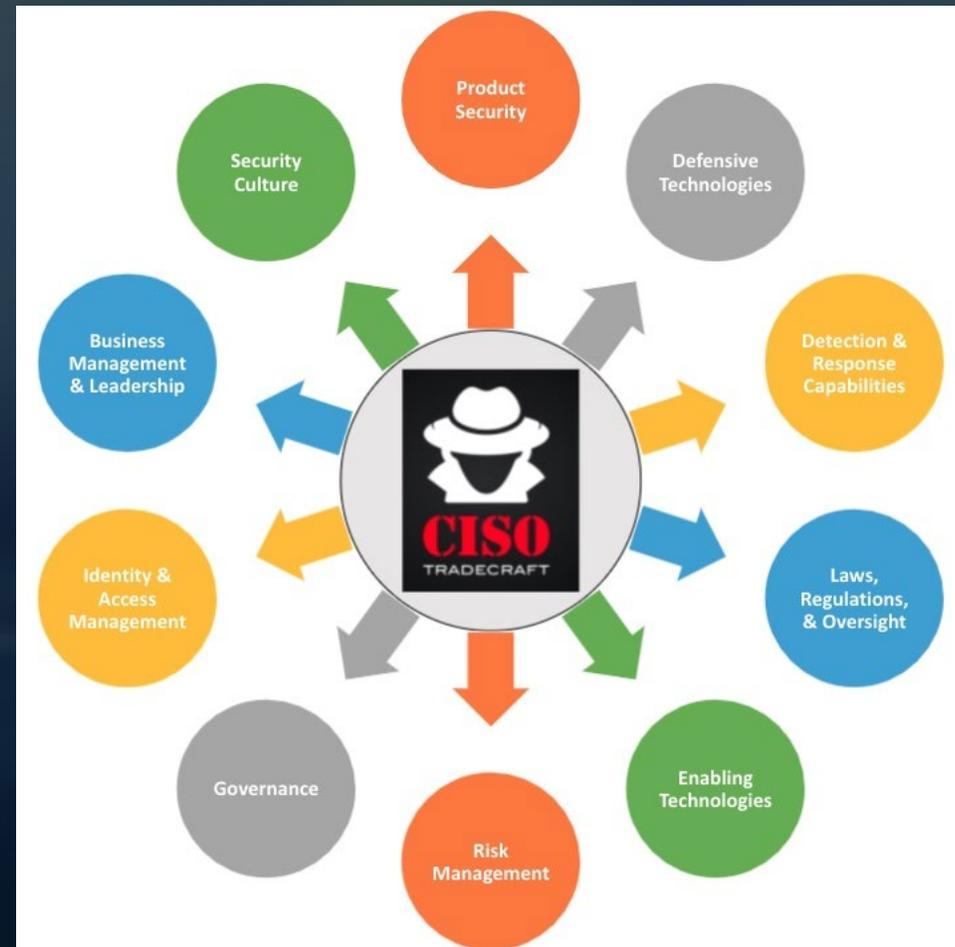 Product
Security
Defensive
Technologies
Detection &
Response
Capabilities
Laws,
Regulations,
& Oversight
Enabling
Technologies
Risk
Management
Governance
Identity &
Access
Management
Business
Management
& Leadership
Security
Culture
CISO
TRADECRAFT